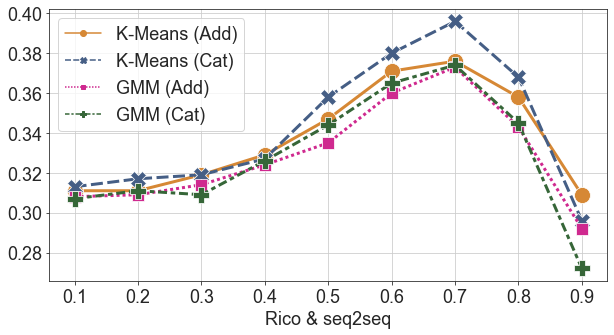 0.40
0.38
0.36
0.34
0.32
0.30
0.28
K-Means (Add)
K-Means (Cat)
GMM (Add)
GMM (Cat)
0.1 0.2 0.3 0.4 0.5 0.6 0.7 0.8 0.9
Rico & seq2seq